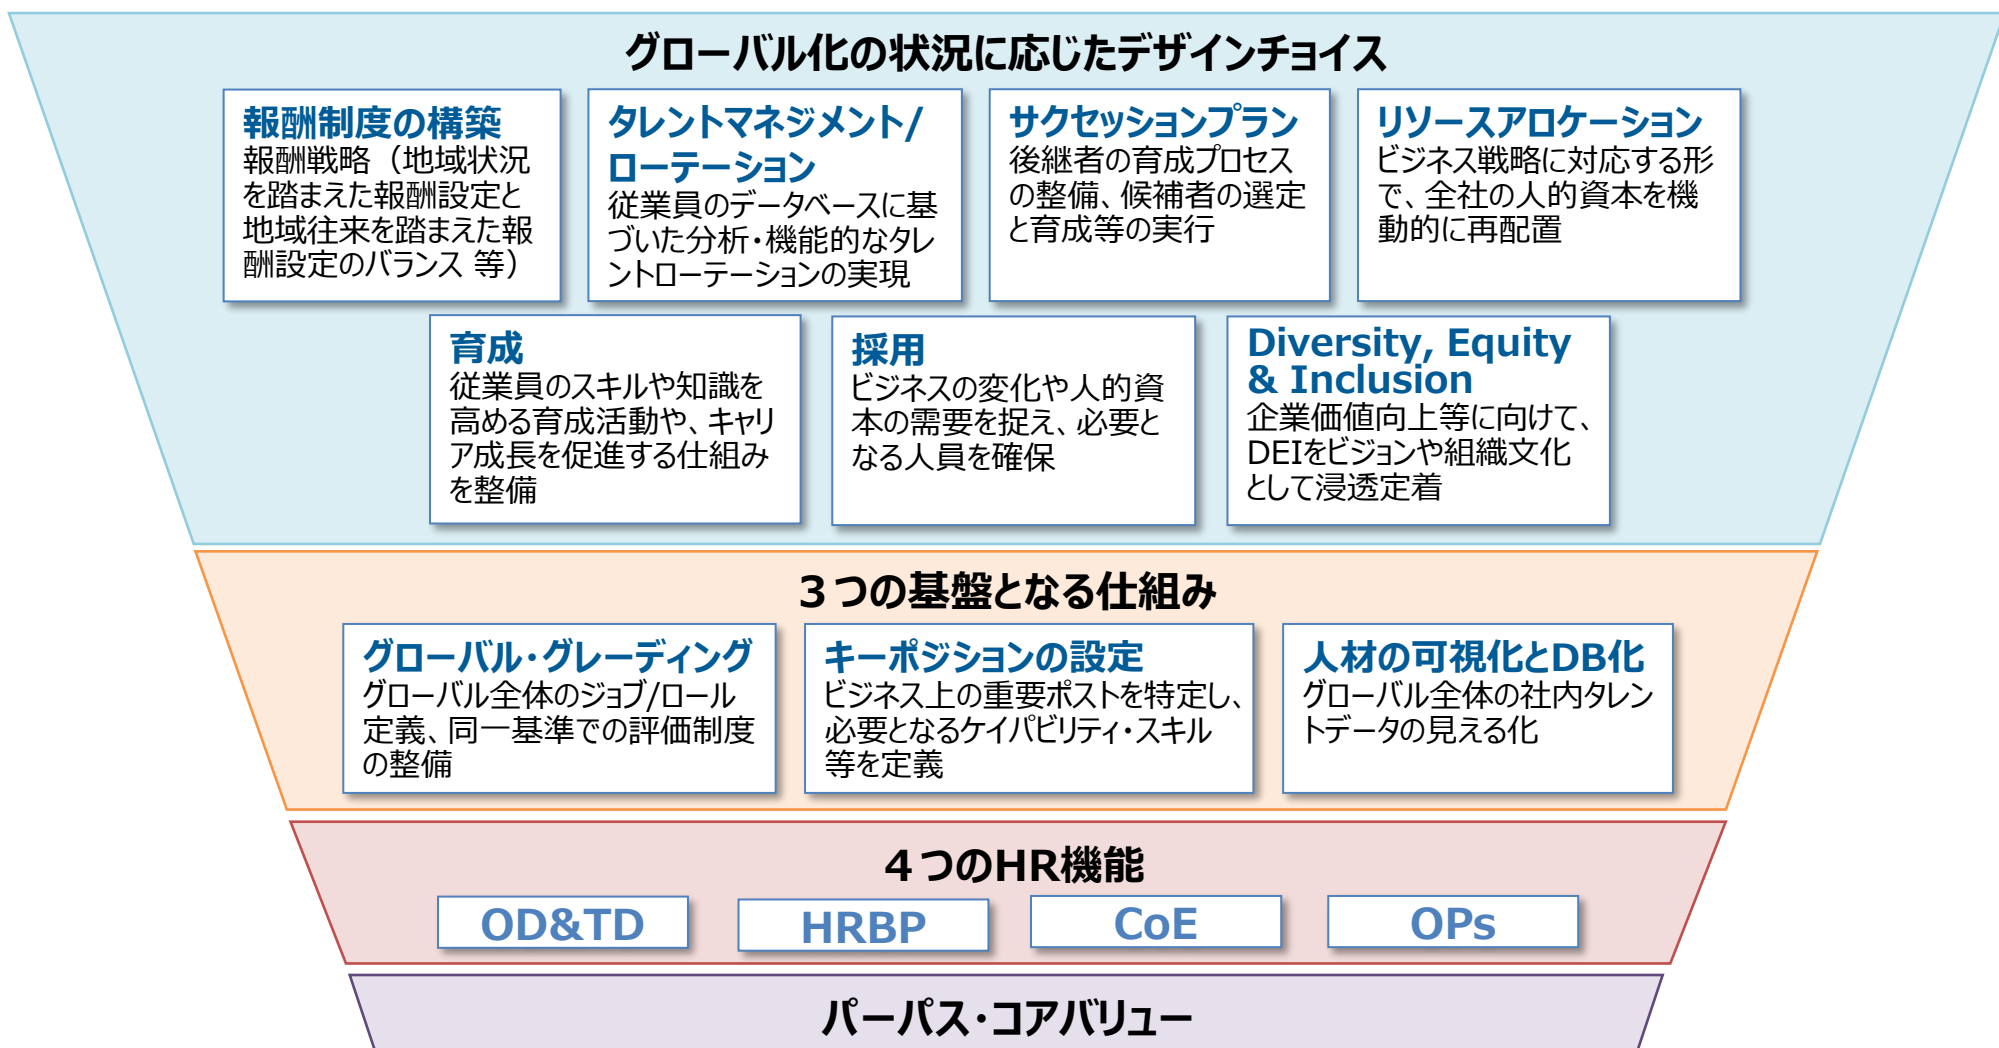 グローバル化の状況に応じたデザインチョイス
報酬制度の構築
報酬戦略（地域状況
を踏まえた報酬設定と
地域往来を踏まえた報
酬設定のバランス 等）
タレントマネジメント/
ローテーション
従業員のデータベースに基
づいた分析・機能的なタレ
ントローテーションの実現
サクセッションプラン
後継者の育成プロセス
の整備、候補者の選定
と育成等の実行
リソースアロケーション
ビジネス戦略に対応する形
で、全社の人的資本を機
動的に再配置
育成
従業員のスキルや知識を
高める育成活動や、キャリ
ア成長を促進する仕組み
を整備
採用
ビジネスの変化や人的資
本の需要を捉え、必要と
なる人員を確保
Diversity, Equity
& Inclusion
企業価値向上等に向けて、
DEIをビジョンや組織文化
として浸透定着
３つの基盤となる仕組み
グローバル・グレーディング
グローバル全体のジョブ/ロール
定義、同一基準での評価制度
の整備
キーポジションの設定
ビジネス上の重要ポストを特定し、
必要となるケイパビリティ・スキル
等を定義
人材の可視化とDB化
グローバル全体の社内タレン
トデータの見える化
４つのHR機能
OD&TD
HRBP
CoE
OPs
パーパス・コアバリュー